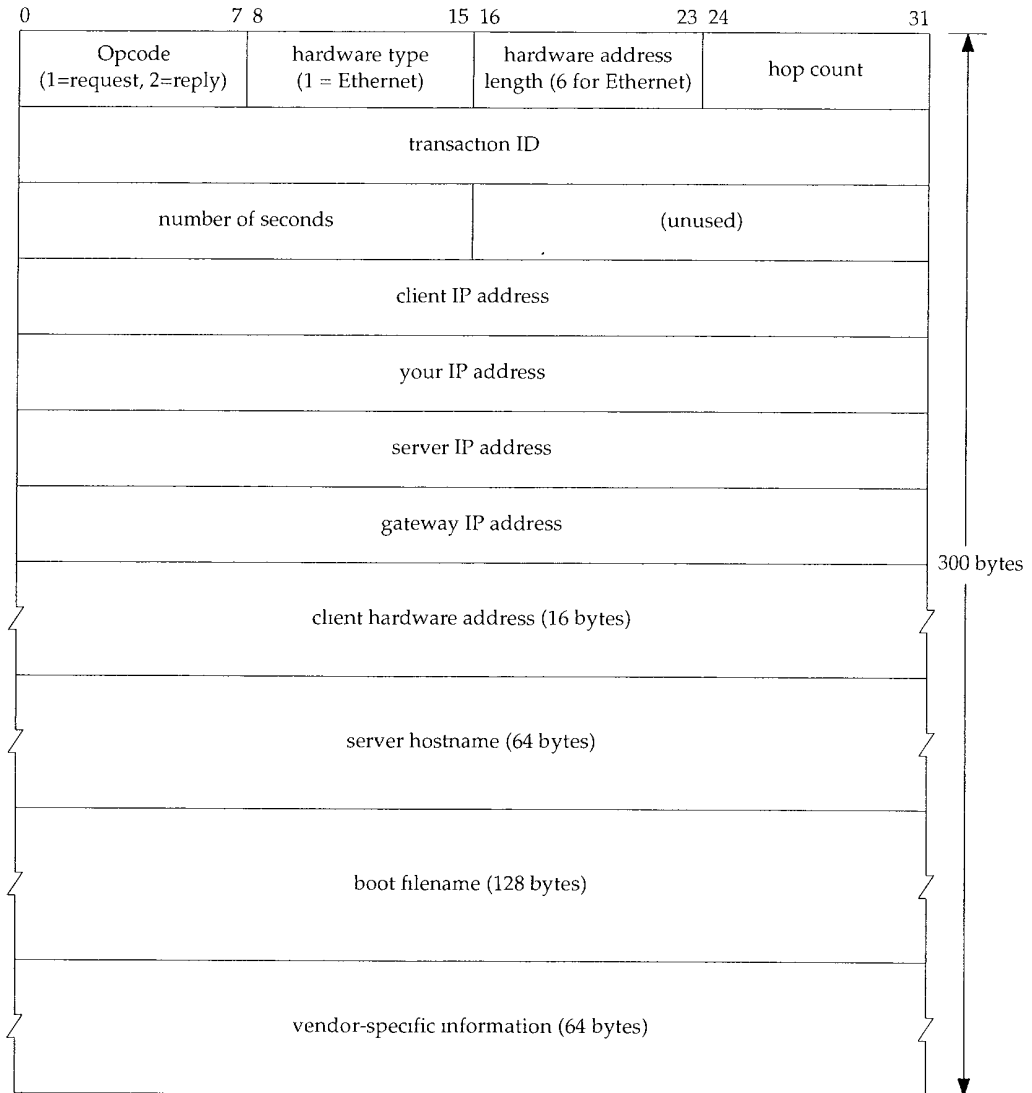 0 7 8 15 16 23 24 31
Opcode
(1=request, 2=reply)
hardware type
(1 = Ethernet)
hardware address
length (6 for Ethernet)
hop count
transaction ID
number of seconds
(unused)
client IP address
your IP address
server IP address
gateway IP address
300 bytes
client hardware address (16 bytes)
server hostname (64 bytes)
boot filename (128 bytes)
vendor-specific information (64 bytes)